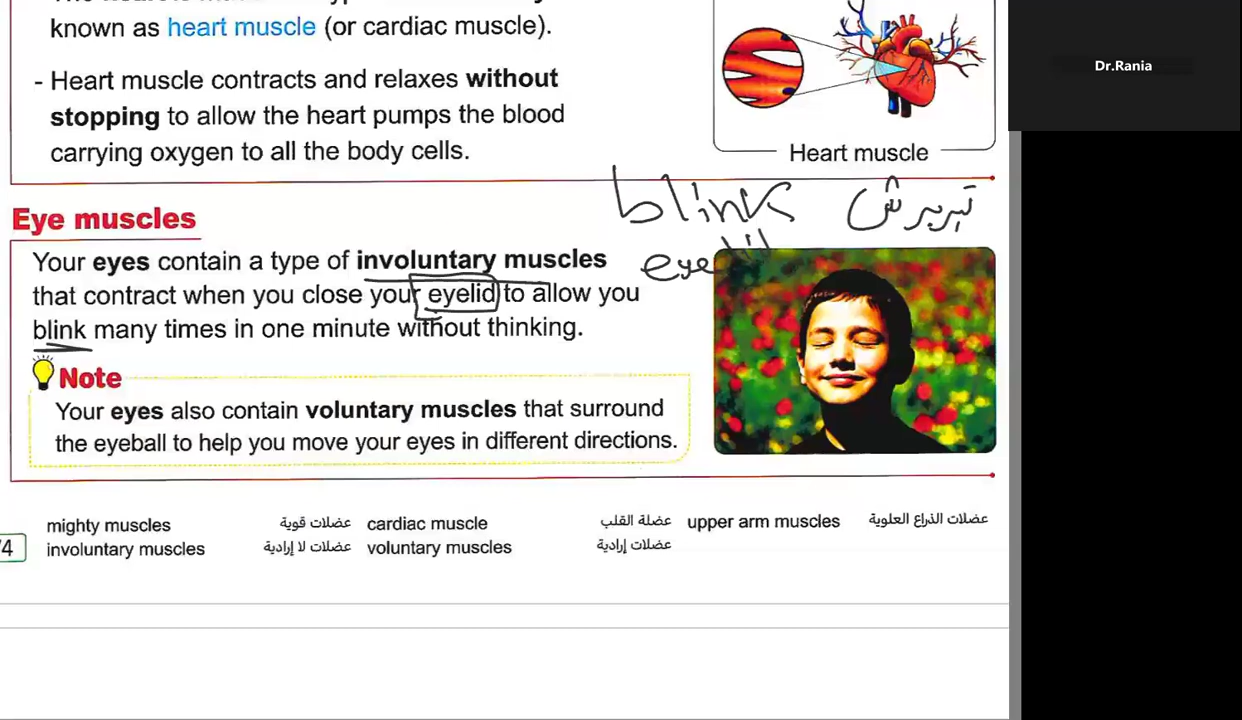 known as heart muscle (or cardiac muscle).
- Heart muscle contracts and relaxes without
stopping to allow the heart pumps the blood
carrying oxygen to all the body cells.
Heart muscle
Dr.Rania
blink تبربرش
Eye muscles
Your eyes contain a type of involuntary muscles
that contract when you close your eyelid to allow you
blink many times in one minute without thinking.
Note
Your eyes also contain voluntary muscles that surround
the eyeball to help you move your eyes in different directions.
mighty muscles عضلات قوية cardiac muscle عضلة القلب upper arm muscles عضلات الذراع العلوية
involuntary muscles عضلات لا إرادية voluntary muscles عضلات إرادية